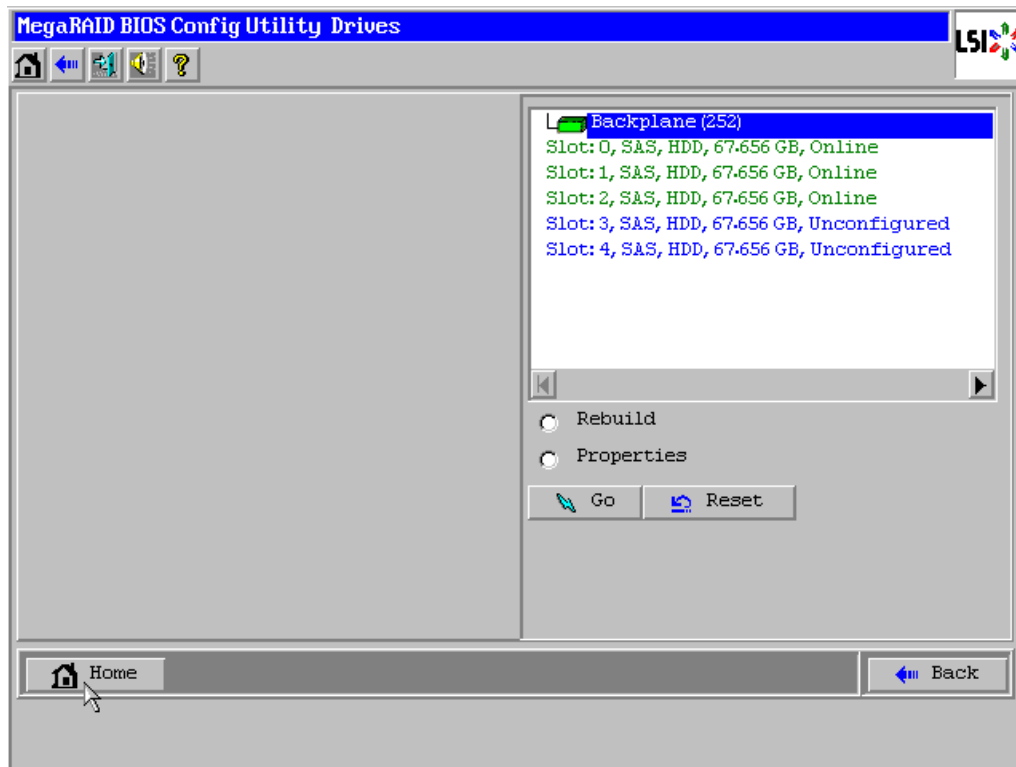 MegaRAID BIOS Config Utility Drives
LSI
?
Backplane (252)
Slot: 0, SAS, HDD, 67.656 GB, Online
Slot: 1, SAS, HDD, 67.656 GB, Online
Slot: 2, SAS, HDD, 67.656 GB, Online
Slot: 3, SAS, HDD, 67.656 GB, Unconfigured
Slot: 4, SAS, HDD, 67.656 GB, Unconfigured
Rebuild
Properties
Go
Reset
Home
Back